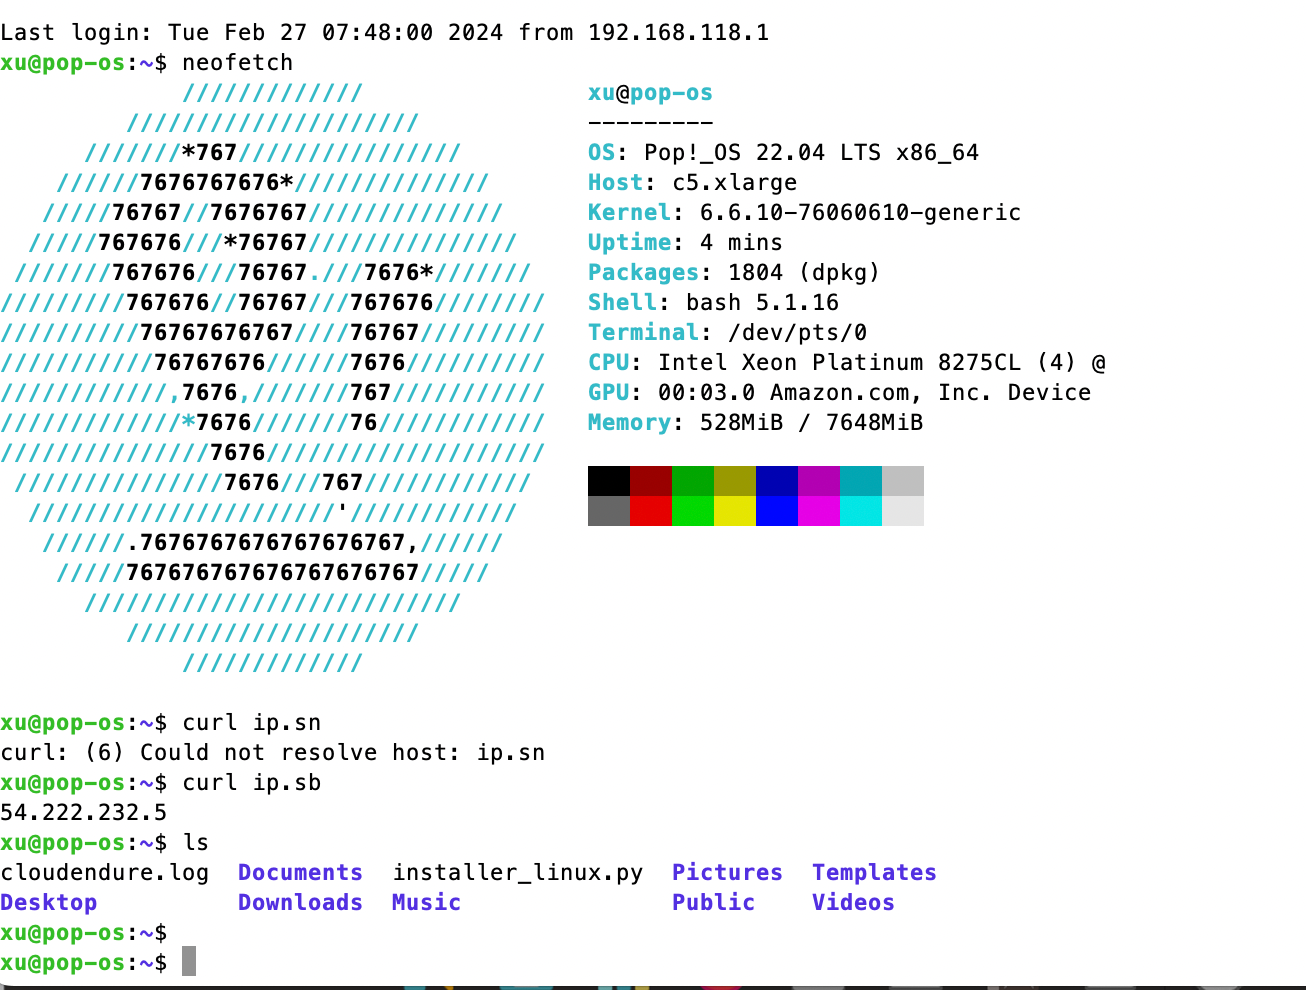 Last login: Tue Feb 27 07:48:00 2024 from 192.168.118.1
xu@pop-os:~$ neofetch
             /////////////                xu@pop-os
         /////////////////////            ---------
      ///////*767////////////////         OS: Pop!_OS 22.04 LTS x86_64
    //////7676767676*//////////////       Host: c5.xlarge
   /////76767//7676767//////////////      Kernel: 6.6.10-76060610-generic
  /////767676///*76767///////////////     Uptime: 4 mins
 ///////767676///76767.///7676*///////    Packages: 1804 (dpkg)
/////////767676//76767///767676////////   Shell: bash 5.1.16
//////////76767676767////76767/////////   Terminal: /dev/pts/0
///////////76767676//////7676//////////   CPU: Intel Xeon Platinum 8275CL (4) @
////////////,7676,///////767///////////   GPU: 00:03.0 Amazon.com, Inc. Device
/////////////*7676///////76////////////   Memory: 528MiB / 7648MiB
///////////////7676////////////////////
 ///////////////7676///767////////////
  //////////////////////'////////////
   //////.7676767676767676767,//////
    /////767676767676767676767/////
      ///////////////////////////
         /////////////////////
             /////////////
xu@pop-os:~$ curl ip.sn
curl: (6) Could not resolve host: ip.sn
xu@pop-os:~$ curl ip.sb
54.222.232.5
xu@pop-os:~$ ls
cloudendure.log  Documents  installer_linux.py  Pictures  Templates
Desktop          Downloads  Music               Public    Videos
xu@pop-os:~$
xu@pop-os:~$